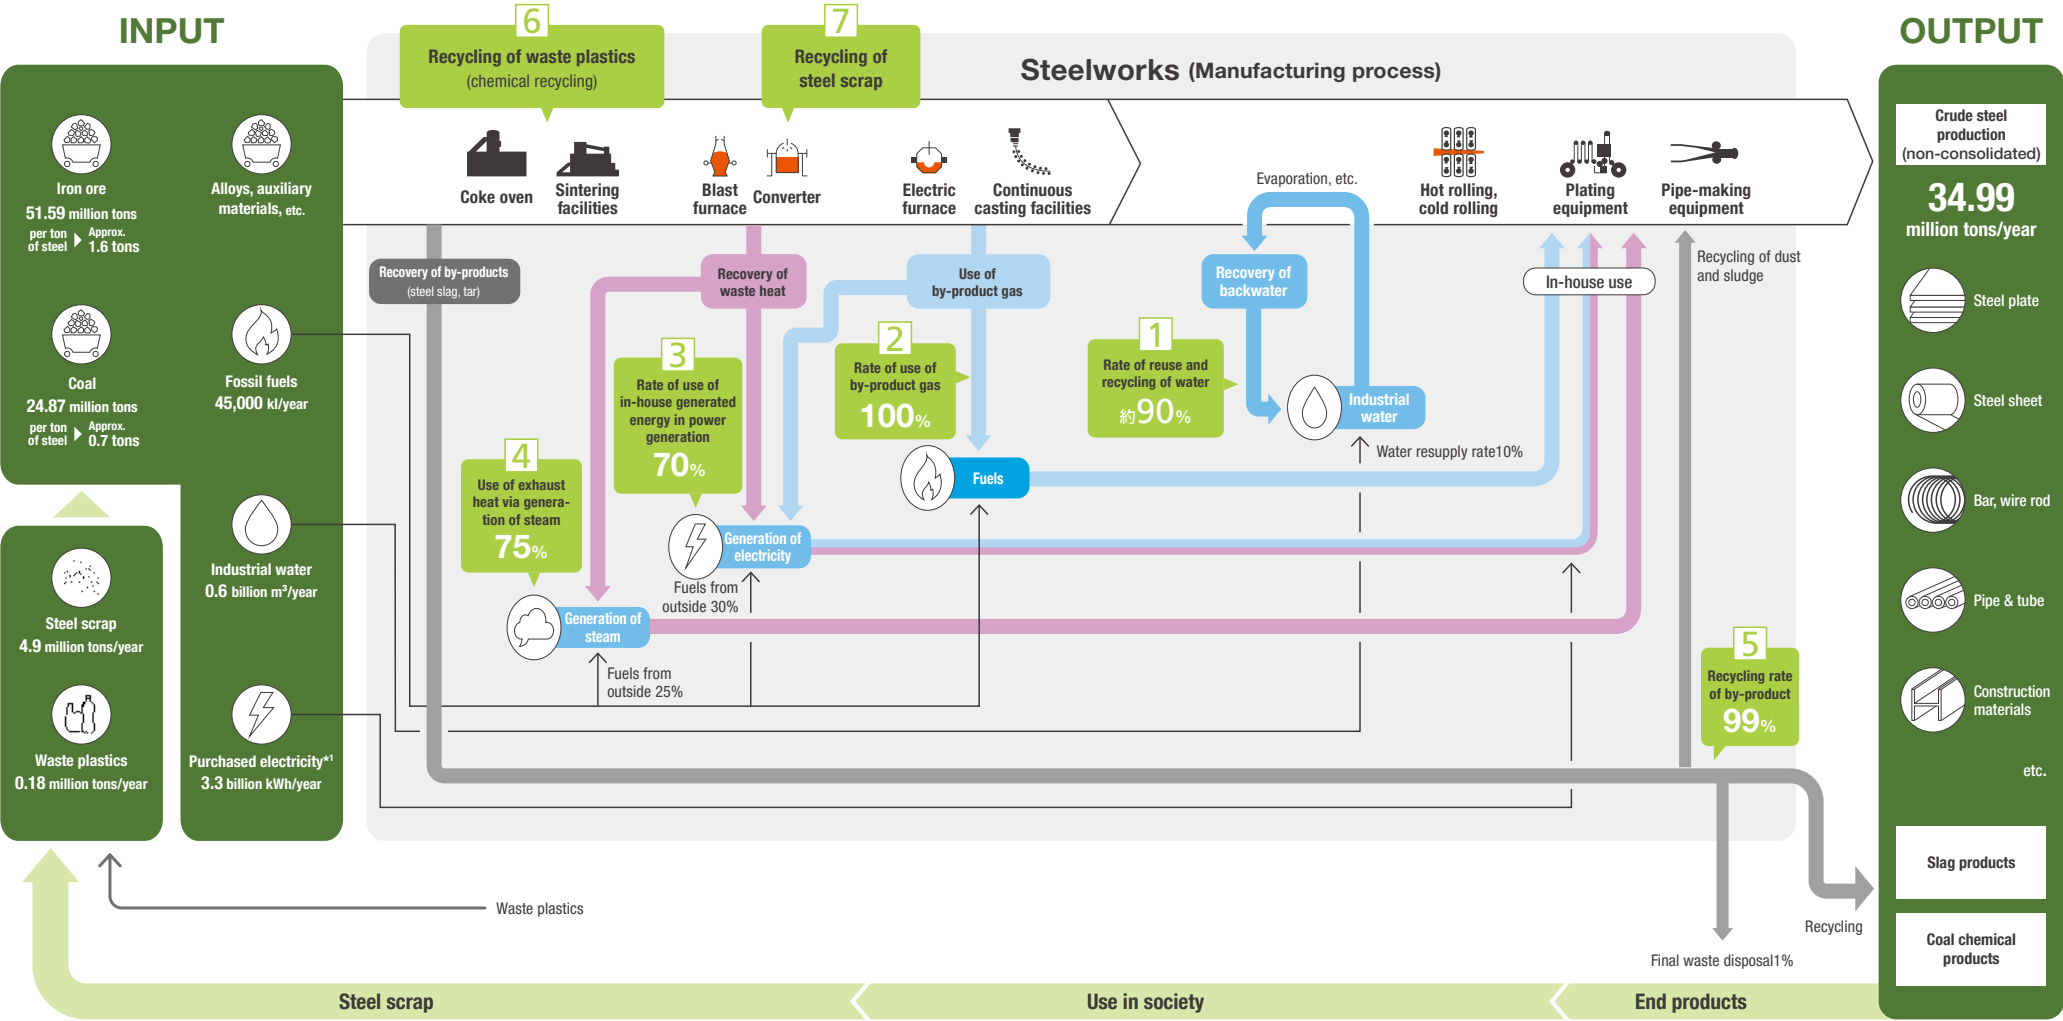 INPUT
Iron ore
51.59 million tons
per ton
of steel
Approx.
1.6 tons
Alloys, auxiliary
materials, etc.
Coal
24.87 million tons
per ton
of steel
Approx.
0.7 tons
Fossil fuels
45,000 kl/year
Industrial water
0.6 billion m³/year
Steel scrap
4.9 million tons/year
Waste plastics
0.18 million tons/year
Purchased electricity*1
3.3 billion kWh/year
6
Recycling of waste plastics
(chemical recycling)
7
Recycling of
steel scrap
Steelworks (Manufacturing process)
Coke oven
Sintering
facilities
Blast
furnace
Converter
Electric
furnace
Continuous
casting facilities
Evaporation, etc.
Hot rolling,
cold rolling
Plating
equipment
Pipe-making
equipment
Recovery of by-products
(steel slag, tar)
Recovery of
waste heat
Use of
by-product gas
Recovery of
backwater
In-house use
Recycling of dust
and sludge
1
Rate of reuse and
recycling of water
約90%
2
Rate of use of
by-product gas
100%
3
Rate of use of
in-house generated
energy in power
generation
70%
4
Use of exhaust
heat via genera-
tion of steam
75%
Industrial
water
Water resupply rate10%
Fuels
Generation of
electricity
Fuels from
outside 30%
Generation of
steam
Fuels from
outside 25%
5
Recycling rate
of by-product
99%
Recycling
Final waste disposal1%
Waste plastics
Steel scrap
Use in society
End products
OUTPUT
Crude steel
production
(non-consolidated)
34.99
million tons/year
Steel plate
Steel sheet
Bar, wire rod
Pipe & tube
Construction
materials
etc.
Slag products
Coal chemical
products